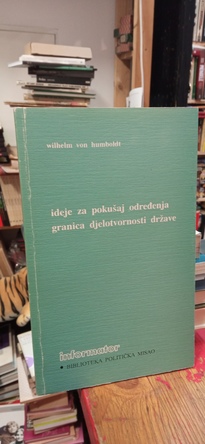 wilhelm von humboldt
ideje za pokušaj određenja
granica djelotvornosti države
informator
• BIBLIOTEKA POLITIČKA MISAO